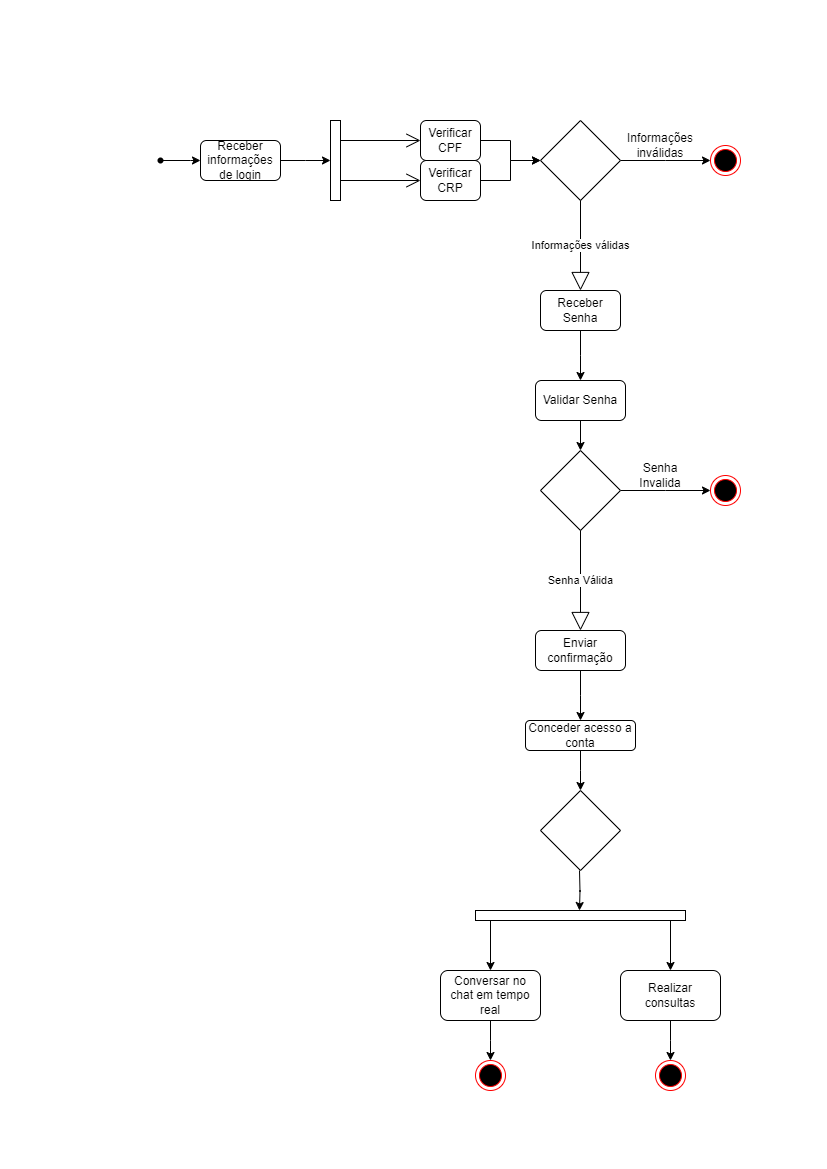 Receber
informações
de login
Verificar
CPF
Verificar
CRP
Informações
inválidas
Informações válidas
Receber
Senha
Validar Senha
Senha
Invalida
Senha Válida
Enviar
confirmação
Conceder acesso a
conta
Conversar no
chat em tempo
real
Realizar
consultas